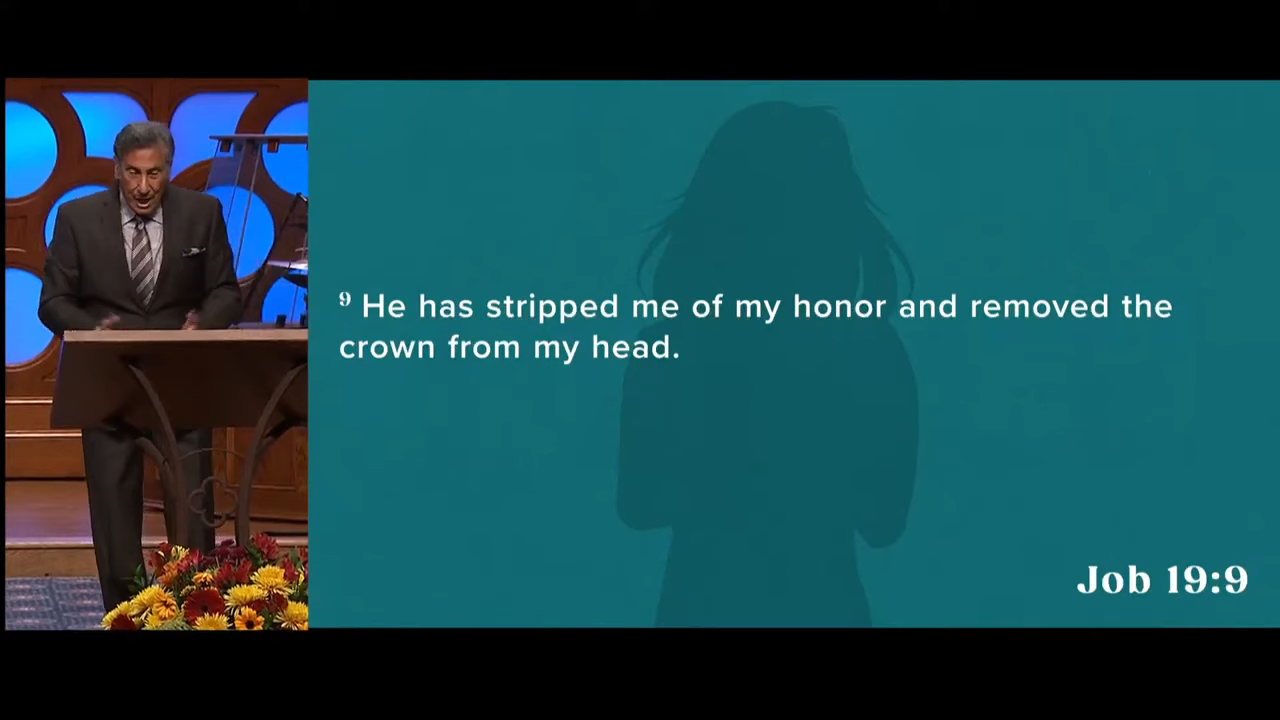 ⁹ He has stripped me of my honor and removed the
crown from my head.
Job 19:9